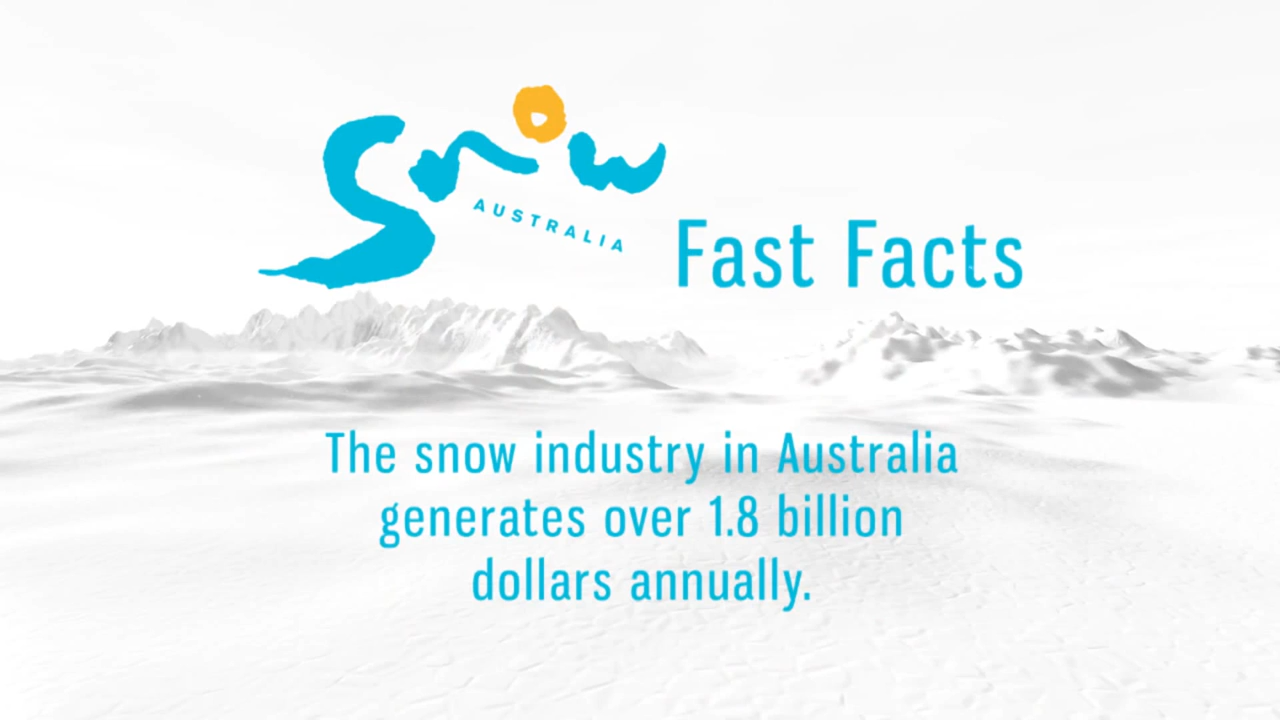 Snow
AUSTRALIA
Fast Facts
The snow industry in Australia
generates over 1.8 billion
dollars annually.